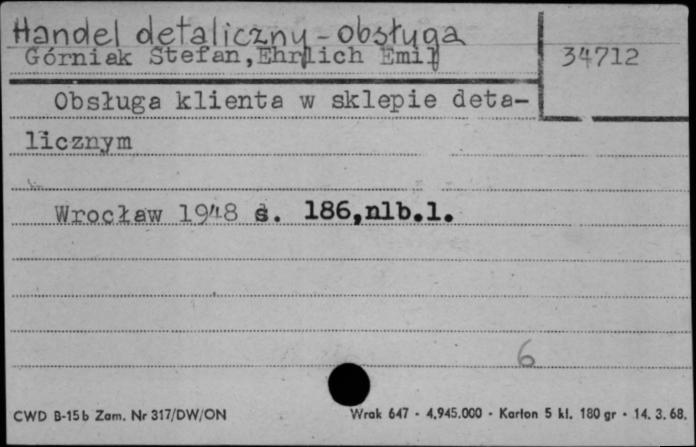 Handel detaliczny - obsługa
Górniak Stefan, Ehrlich Emil
34712
Obsługa klienta w sklepie deta-
licznym
Wrocław 1948 s. 186,nlb.1.
6
CWD B-15b Zam. Nr 317/DW/ON
Wrak 647 - 4,945.000 - Karton 5 kl. 180 gr - 14. 3. 68.